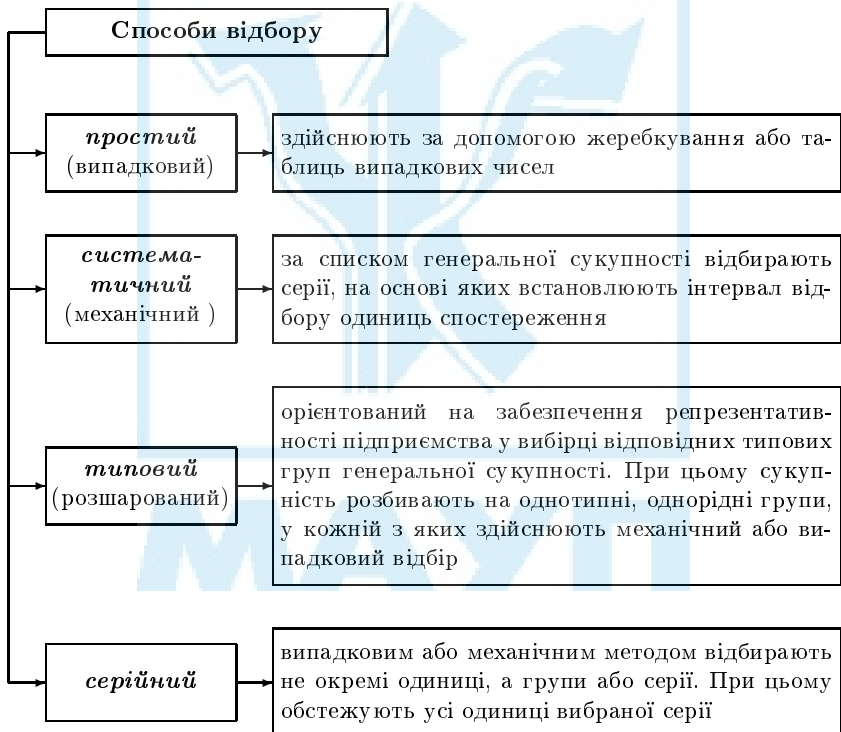 Способи відбору
простий
(випадковий)
здійснюють за допомогою жеребкування або та-
блиць випадкових чисел
система-
тичний
(механічний )
за списком генеральної сукупності відбирають
серії, на основі яких встановлюють інтервал від-
бору одиниць спостереження
типовий
(розшарований)
орієнтований на забезпечення репрезентатив-
ності підприємства у вибірці відповідних типових
груп генеральної сукупності. При цьому сукуп-
ність розбивають на однотипні, однорідні групи,
у кожній з яких здійснюють механічний або ви-
падковий відбір
серійний
випадковим або механічним методом відбирають
не окремі одиниці, а групи або серії. При цьому
обстежують усі одиниці вибраної серії
МАУП